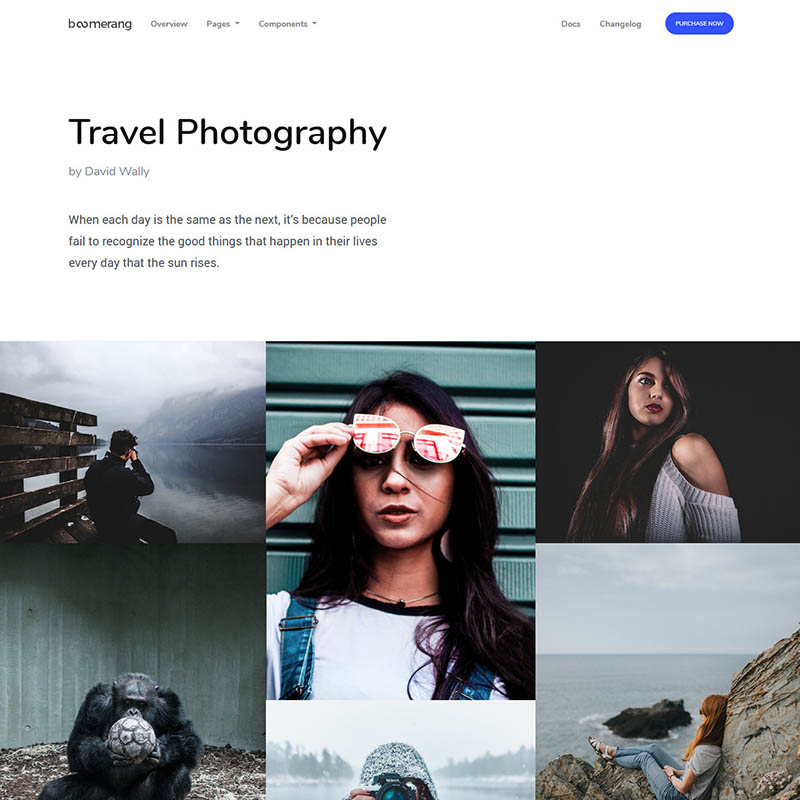 boomerang Overview Pages Components Docs Changelog PURCHASE NOW
Travel Photography
by David Wally
When each day is the same as the next, it's because people
fail to recognize the good things that happen in their lives
every day that the sun rises.